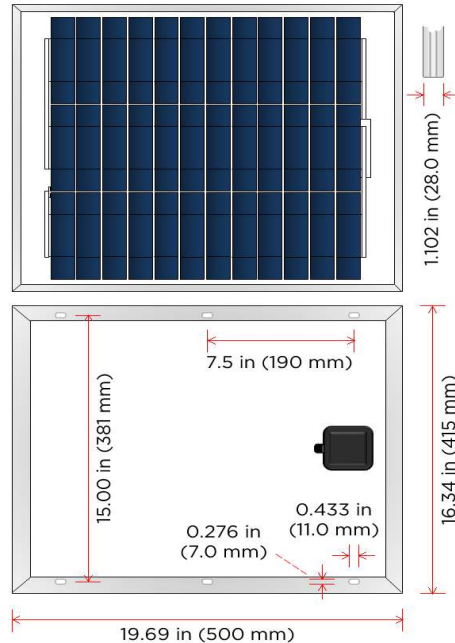 1.102 in (28.0 mm)
7.5 in (190 mm)
15.00 in (381 mm)
16.34 in (415 mm)
0.433 in
(11.0 mm)
0.276 in
(7.0 mm)
19.69 in (500 mm)